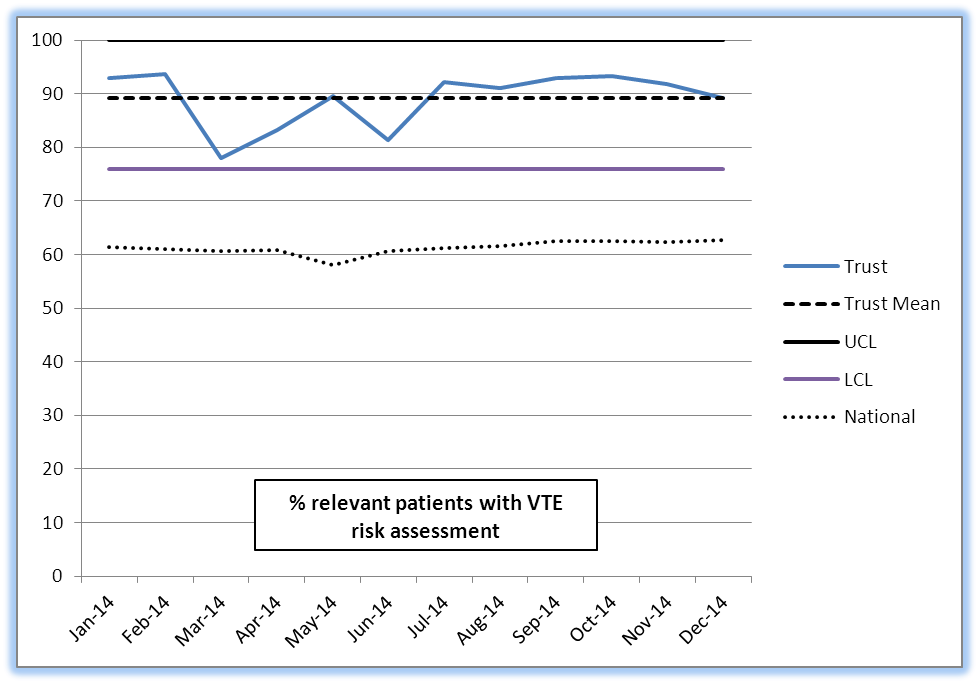 100
90
80
70
60
50
40
30
20
10
0
% relevant patients with VTE
risk assessment
Jan-14
Feb-14
Mar-14
Apr-14
May-14
Jun-14
Jul-14
Aug-14
Sep-14
Oct-14
Nov-14
Dec-14
Trust
Trust Mean
UCL
LCL
National